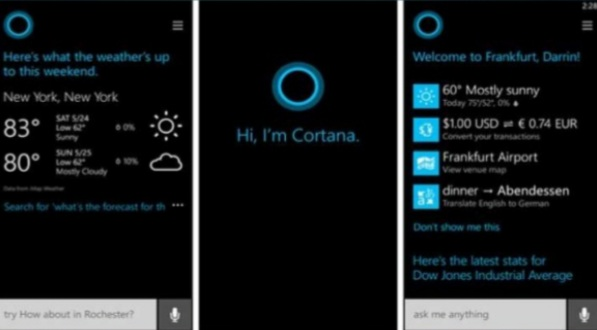 Here's what the weather's up
to this weekend.
New York, New York
83°
SAT 5/24
Low 62°
Sunny
0%
80°
SUN 5/25
Low 62°
Mostly Cloudy
10%
Data from iMap Weather
Search for 'what's the forecast for th ...
try How about in Rochester?
Hi, I'm Cortana.
2:28
Welcome to Frankfurt, Darrin!
60° Mostly sunny
Today 75°/52°, 0%
$1.00 USD ⇌ € 0.74 EUR
Convert your transactions
Frankfurt Airport
View venue map
dinner → Abendessen
Translate English to German
Don't show me this
Here's the latest stats for
Dow Jones Industrial Average
ask me anything